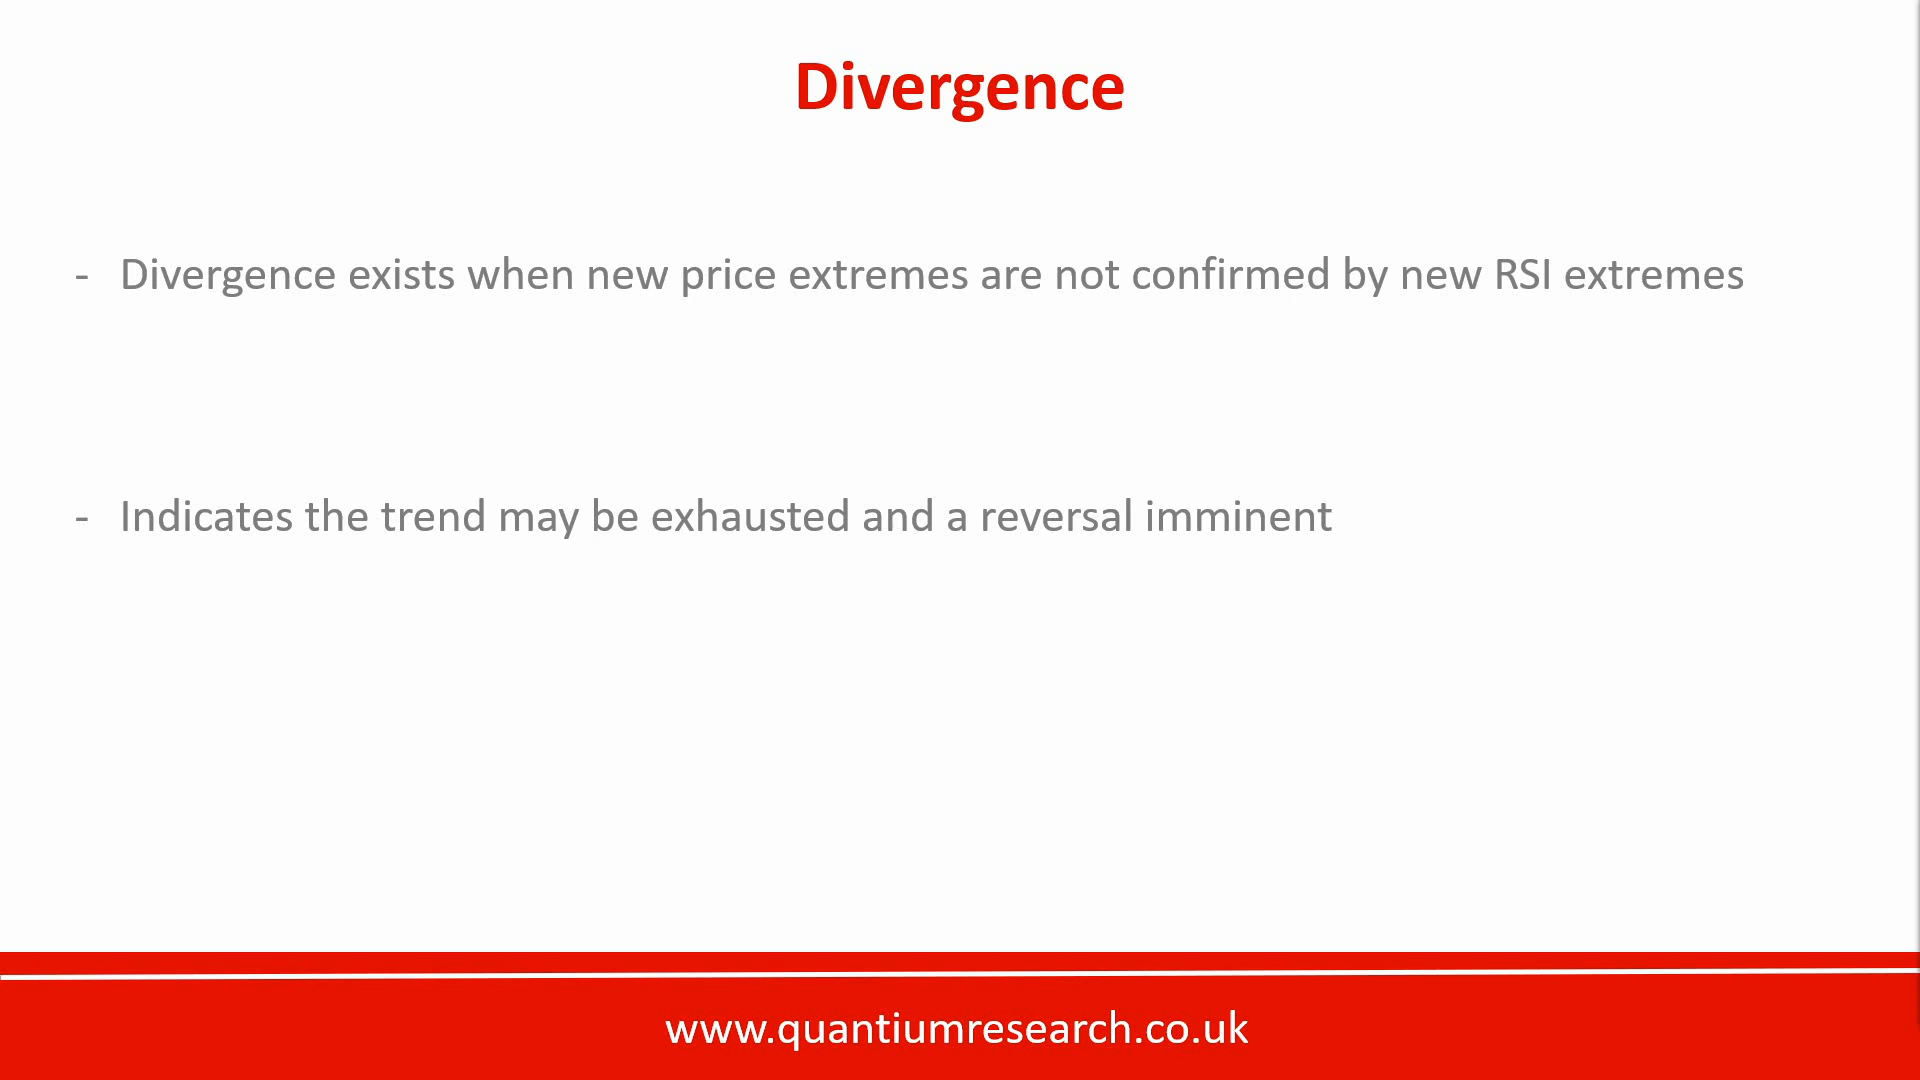 Divergence
- Divergence exists when new price extremes are not confirmed by new RSI extremes
- Indicates the trend may be exhausted and a reversal imminent
www.quantiumresearch.co.uk